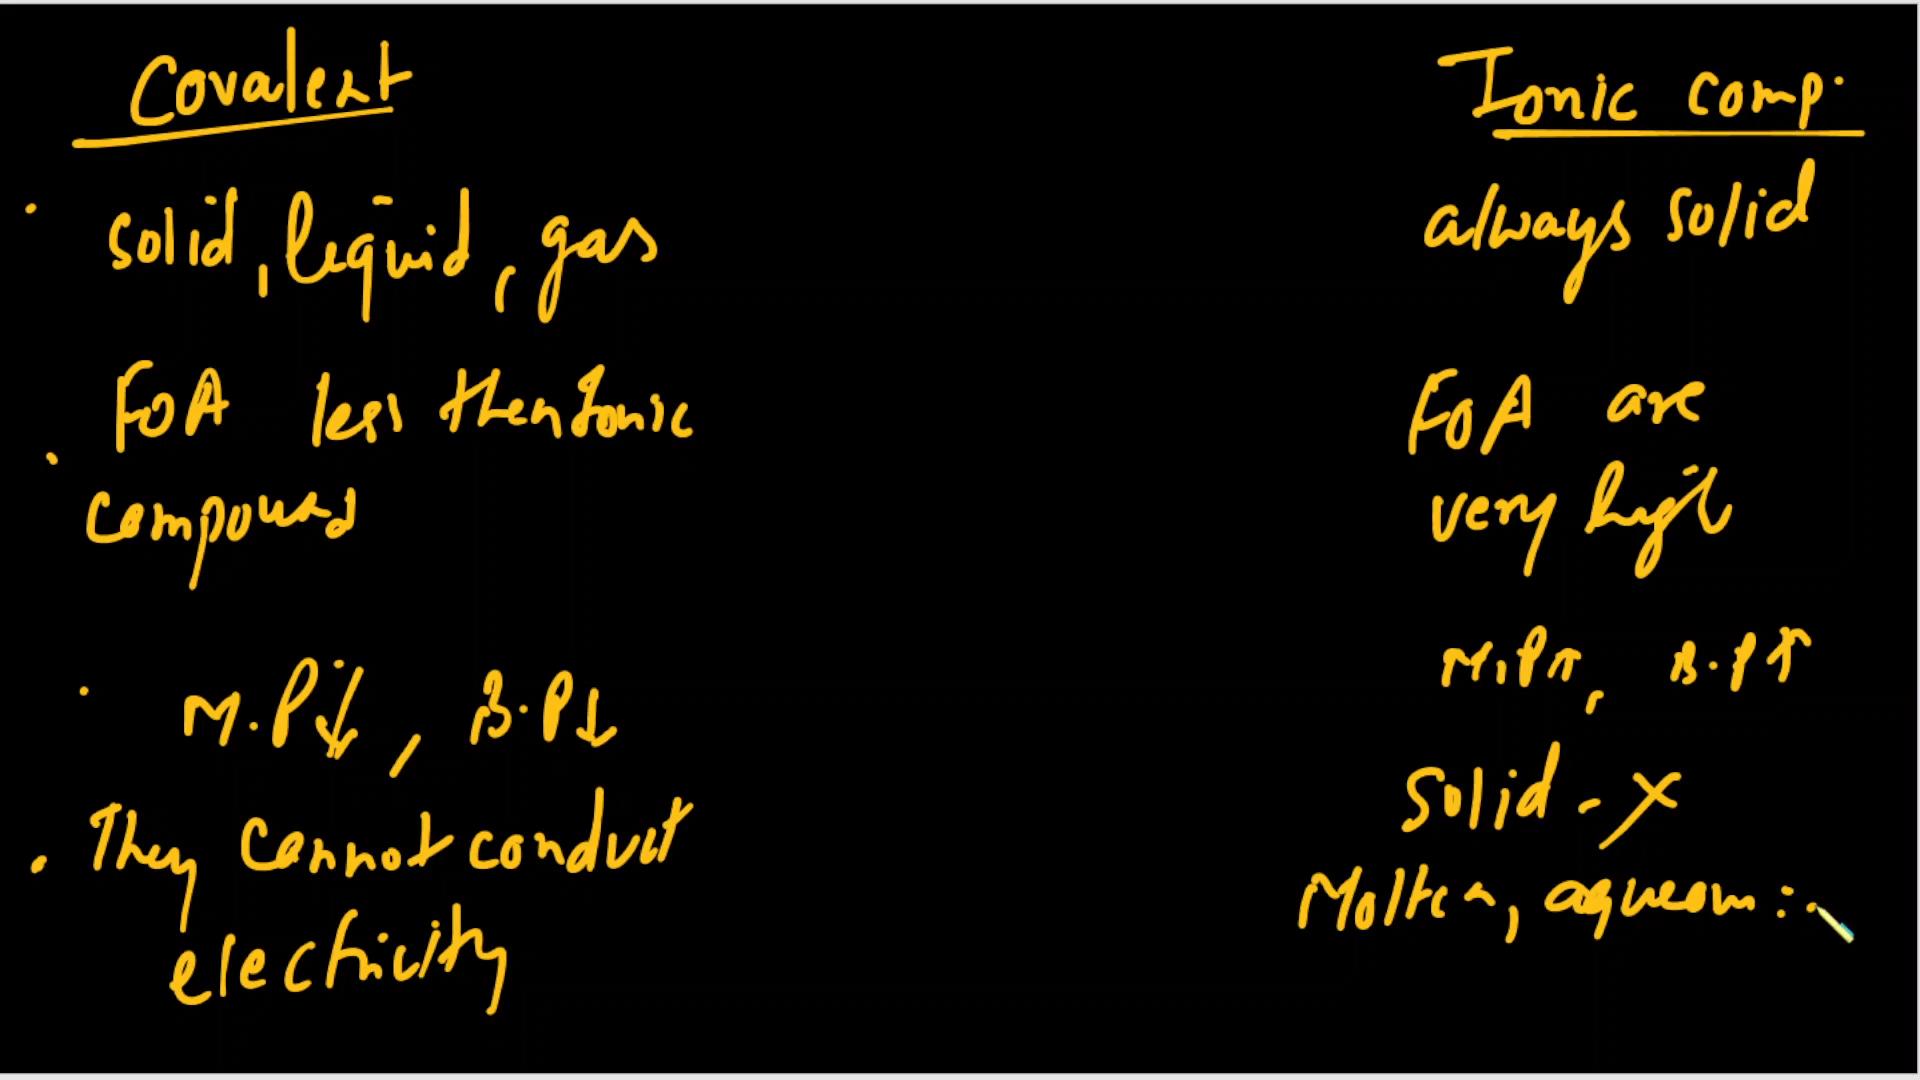 Covalent
solid, liquid, gas
FOA less then Ionic
compound
M.P↓, B.P↓
They cannot conduct
electricity
Ionic comp.
always solid
FOA are
very high
M.P↑, B.P↑
Solid - X
Molten, aqueous :